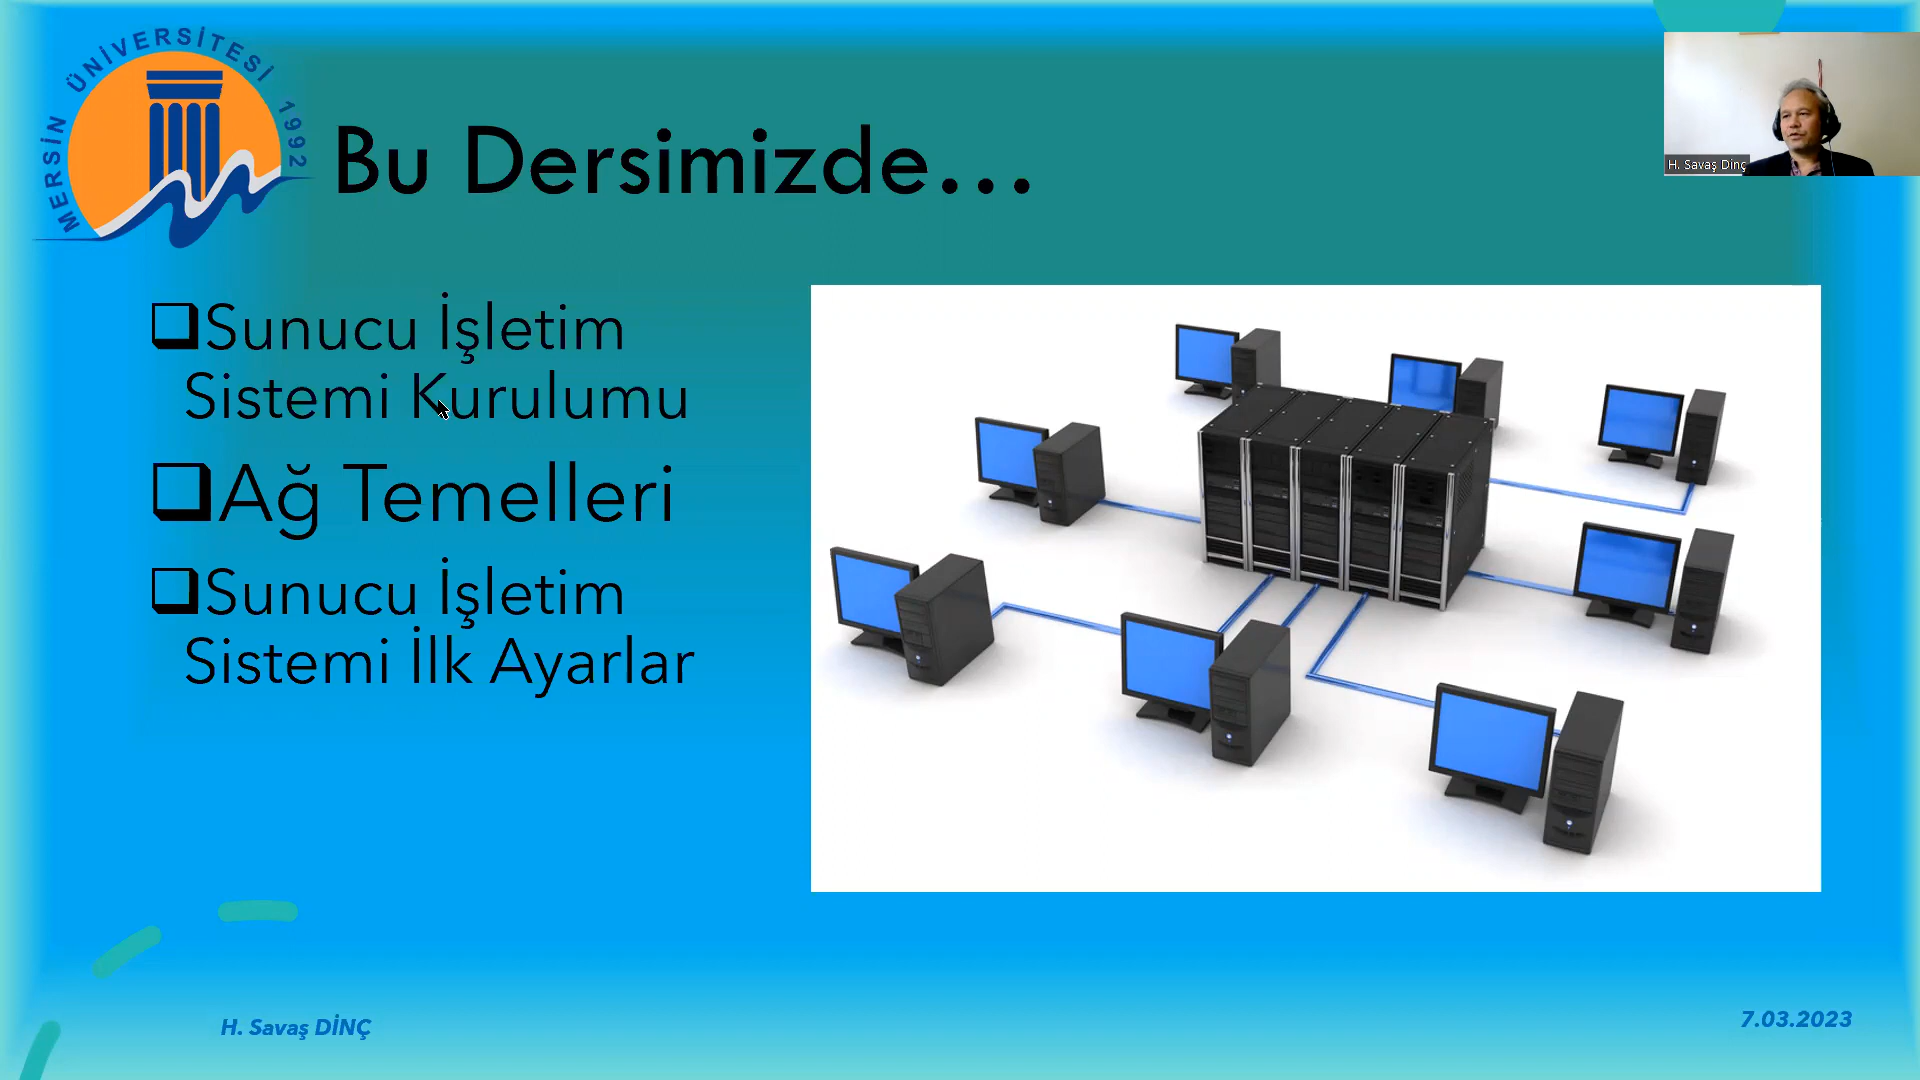 MERSİN ÜNİVERSİTESİ 1992
H. Savaş Dinç
Bu Dersimizde...
Sunucu İşletim
Sistemi Kurulumu
Ağ Temelleri
Sunucu İşletim
Sistemi İlk Ayarlar
H. Savaş DİNÇ
7.03.2023